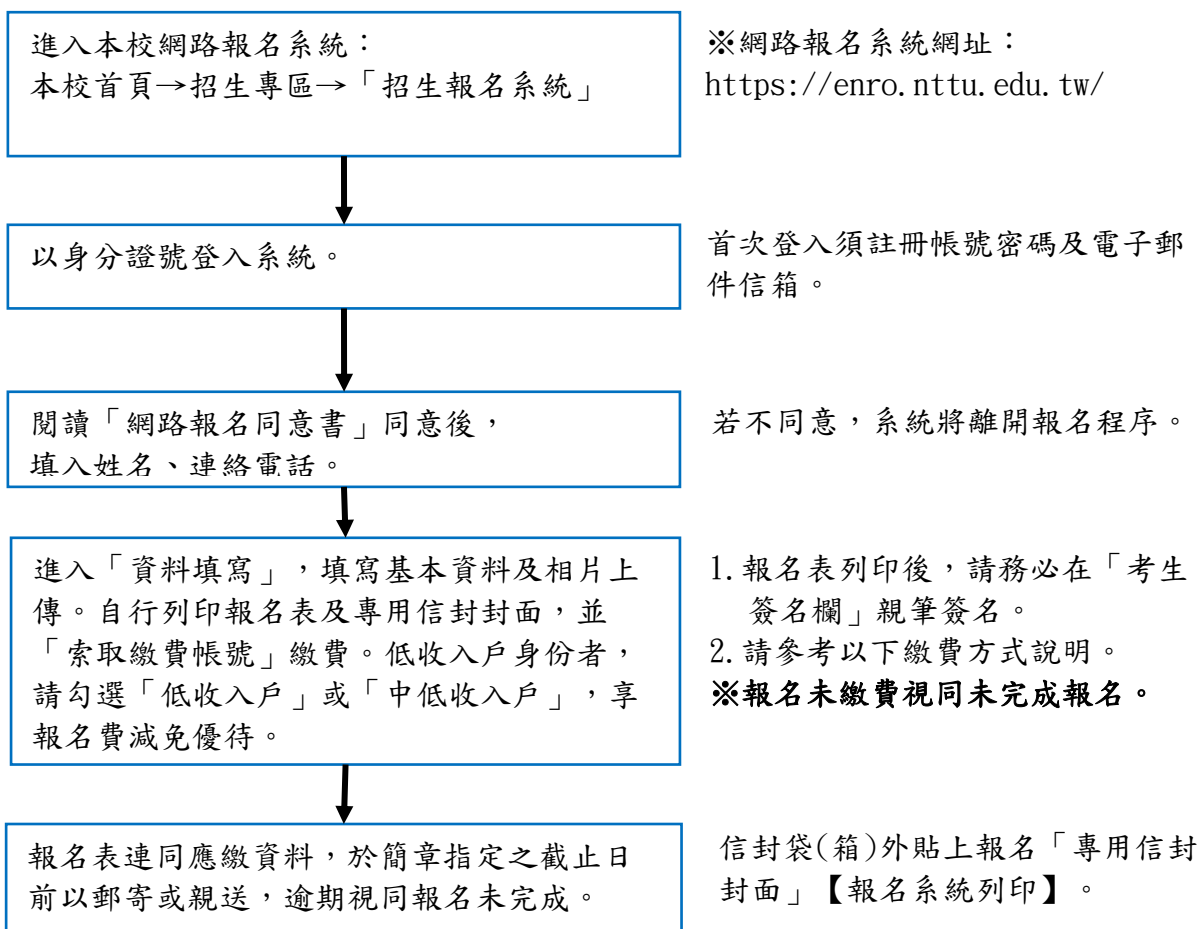 進入本校網路報名系統：
本校首頁→招生專區→「招生報名系統」
※網路報名系統網址：
https://enro.nttu.edu.tw/
以身分證號登入系統。
首次登入須註冊帳號密碼及電子郵
件信箱。
閱讀「網路報名同意書」同意後，
填入姓名、連絡電話。
若不同意，系統將離開報名程序。
進入「資料填寫」，填寫基本資料及相片上
傳。自行列印報名表及專用信封封面，並
「索取繳費帳號」繳費。低收入戶身份者，
請勾選「低收入戶」或「中低收入戶」，享
報名費減免優待。
1.報名表列印後，請務必在「考生
簽名欄」親筆簽名。
2.請參考以下繳費方式說明。
※報名未繳費視同未完成報名。
報名表連同應繳資料，於簡章指定之截止日
前以郵寄或親送，逾期視同報名未完成。
信封袋(箱)外貼上報名「專用信封
封面」【報名系統列印】。